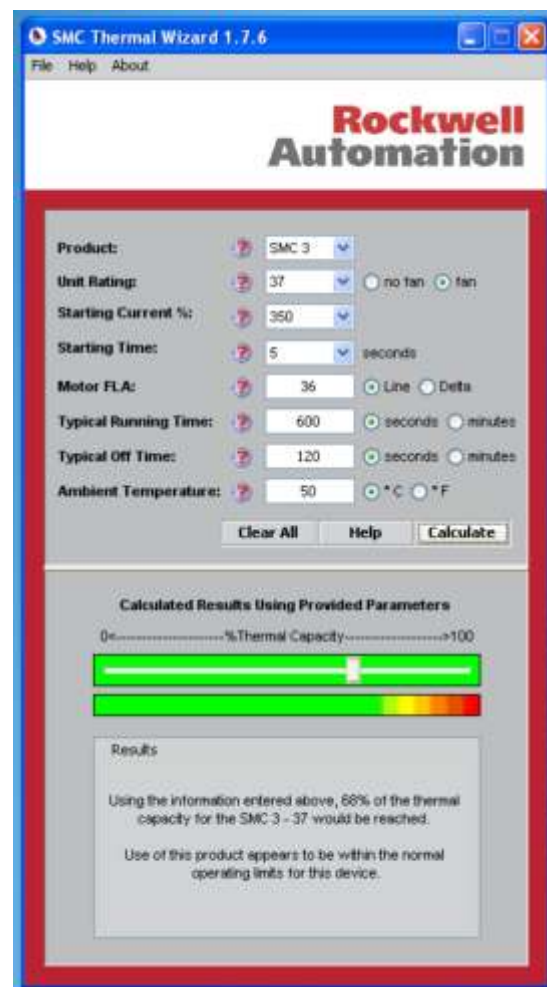 SMC Thermal Wizard 1.7.6
File Help About
Rockwell
Automation
Product: ? SMC 3
Unit Rating: ? 37 no fan fan
Starting Current %: ? 350
Starting Time: ? 5 seconds
Motor FLA: ? 36 Line Delta
Typical Running Time: ? 600 seconds minutes
Typical Off Time: ? 120 seconds minutes
Ambient Temperature: ? 50 °C °F
Clear All Help Calculate
Calculated Results Using Provided Parameters
0<----------------------%Thermal Capacity-------------------->100
Results
Using the information entered above, 68% of the thermal
capacity for the SMC 3 - 37 would be reached.
Use of this product appears to be within the normal
operating limits for this device.